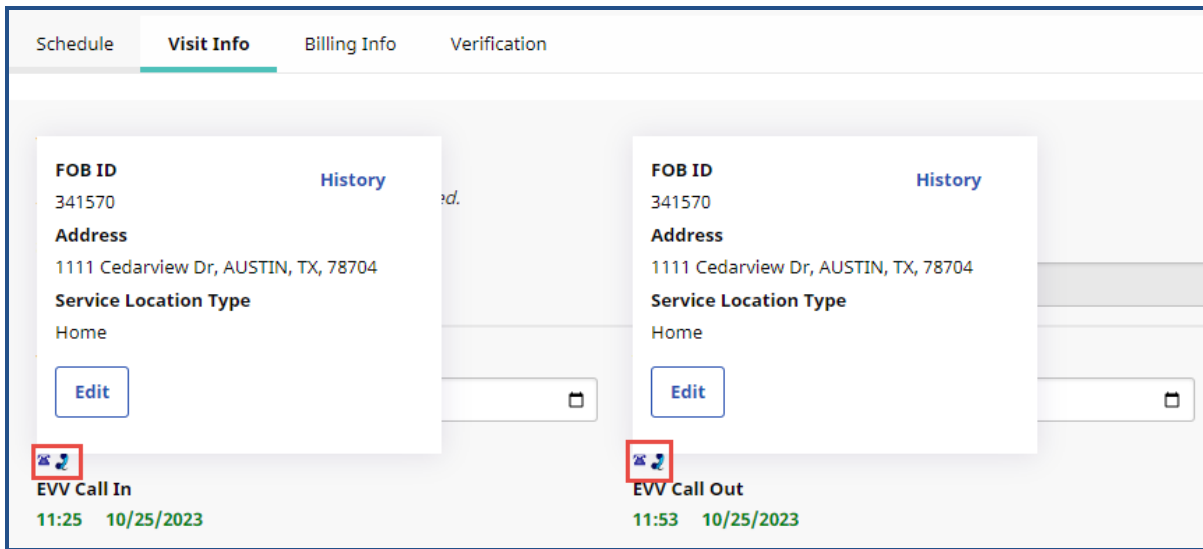 Schedule Visit Info Billing Info Verification
FOB ID
History
341570
Address
1111 Cedarview Dr, AUSTIN, TX, 78704
Service Location Type
Home
Edit
ed.
FOB ID
History
341570
Address
1111 Cedarview Dr, AUSTIN, TX, 78704
Service Location Type
Home
Edit
EVV Call In
11:25 10/25/2023
EVV Call Out
11:53 10/25/2023